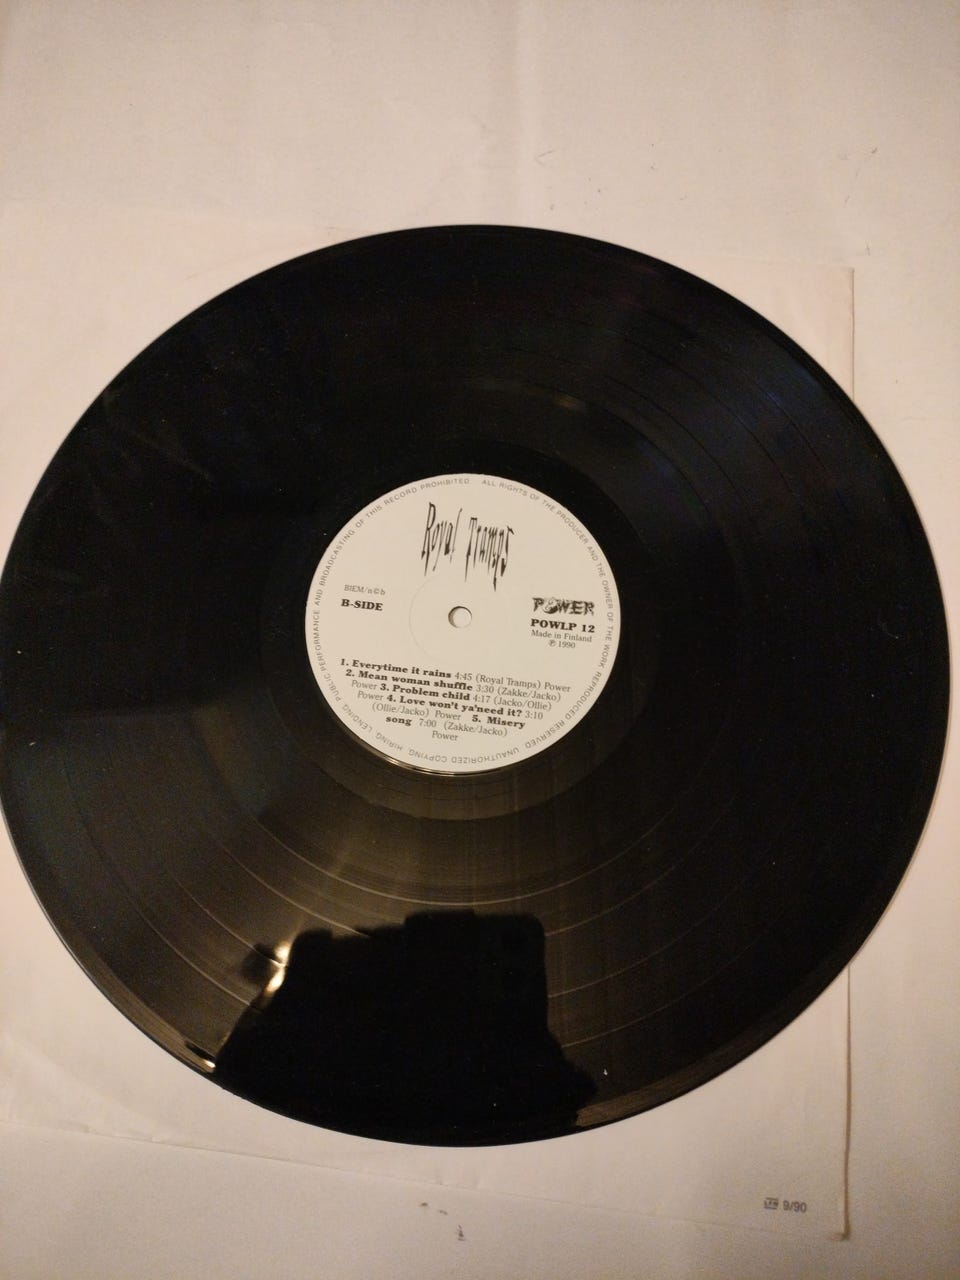 ALL RIGHTS OF THE PRODUCER AND THE OWNER OF THE WORK REPRODUCED RESERVED. UNAUTHORIZED COPYING, HIRING, LENDING, PUBLIC PERFORMANCE AND BROADCASTING OF THIS RECORD PROHIBITED
Royal Tramps
BIEM/n©b
B-SIDE
POWER
POWLP 12
Made in Finland
℗ 1990
1. Everytime it rains 4:45 (Royal Tramps) Power
2. Mean woman shuffle 3:30 (Zakke/Jacko)
Power 3. Problem child 4:17 (Jacko/Ollie)
Power 4. Love won't ya'need it? 3:10
(Ollie/Jacko) Power 5. Misery
song 7:00 (Zakke/Jacko)
Power
9/90